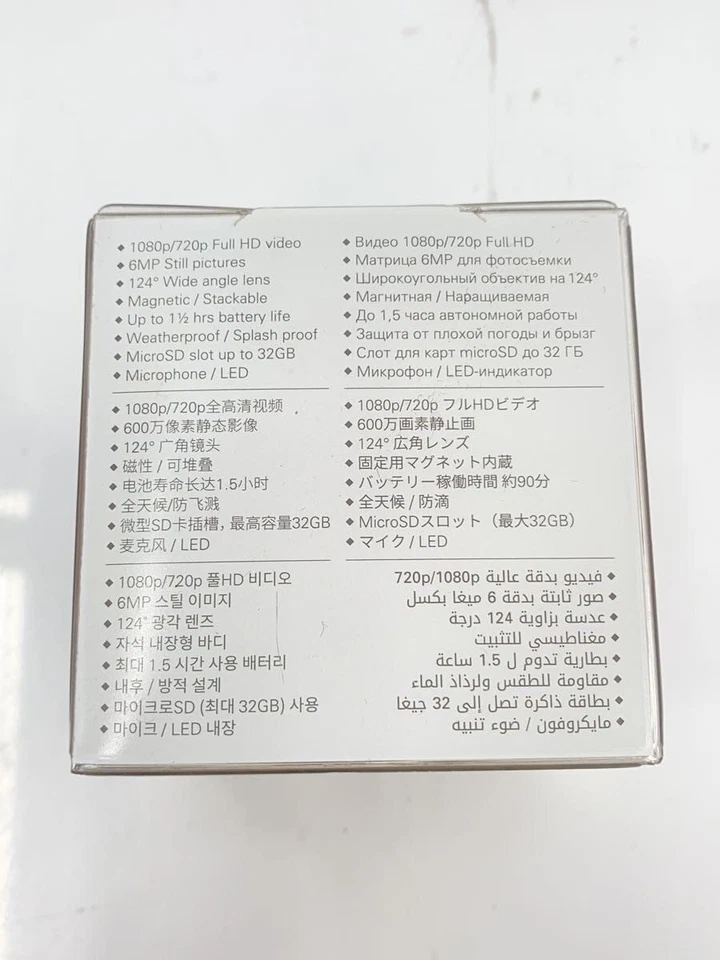 ◆ 1080p/720p Full HD video
◆ 6MP Still pictures
◆ 124° Wide angle lens
◆ Magnetic / Stackable
◆ Up to 1½ hrs battery life
◆ Weatherproof / Splash proof
◆ MicroSD slot up to 32GB
◆ Microphone / LED
◆ Видео 1080p/720p Full HD
◆ Матрица 6MP для фотосъемки
◆ Широкоугольный объектив на 124°
◆ Магнитная / Наращиваемая
◆ До 1,5 часа автономной работы
◆ Защита от плохой погоды и брызг
◆ Слот для карт microSD до 32 ГБ
◆ Микрофон / LED-индикатор
◆ 1080p/720p全高清视频
◆ 600万像素静态影像
◆ 124° 广角镜头
◆ 磁性 / 可堆叠
◆ 电池寿命长达1.5小时
◆ 全天候/防飞溅
◆ 微型SD卡插槽，最高容量32GB
◆ 麦克风 / LED
◆ 1080p/720p フルHDビデオ
◆ 600万画素静止画
◆ 124° 広角レンズ
◆ 固定用マグネット内蔵
◆ バッテリー稼働時間 約90分
◆ 全天候 / 防滴
◆ MicroSDスロット（最大32GB）
◆ マイク / LED
◆ 1080p/720p 풀HD 비디오
◆ 6MP 스틸 이미지
◆ 124° 광각 렌즈
◆ 자석 내장형 바디
◆ 최대 1.5 시간 사용 배터리
◆ 내후 / 방적 설계
◆ 마이크로SD (최대 32GB) 사용
◆ 마이크 / LED 내장
◆ فيديو بدقة عالية 720p/1080p
◆ صور ثابتة بدقة 6 ميغا بكسل
◆ عدسة بزاوية 124 درجة
◆ مغناطيسي للتثبيت
◆ بطارية تدوم ل 1.5 ساعة
◆ مقاومة للطقس ولرذاذ الماء
◆ بطاقة ذاكرة تصل إلى 32 جيغا
◆ مايكروفون / ضوء تنبيه